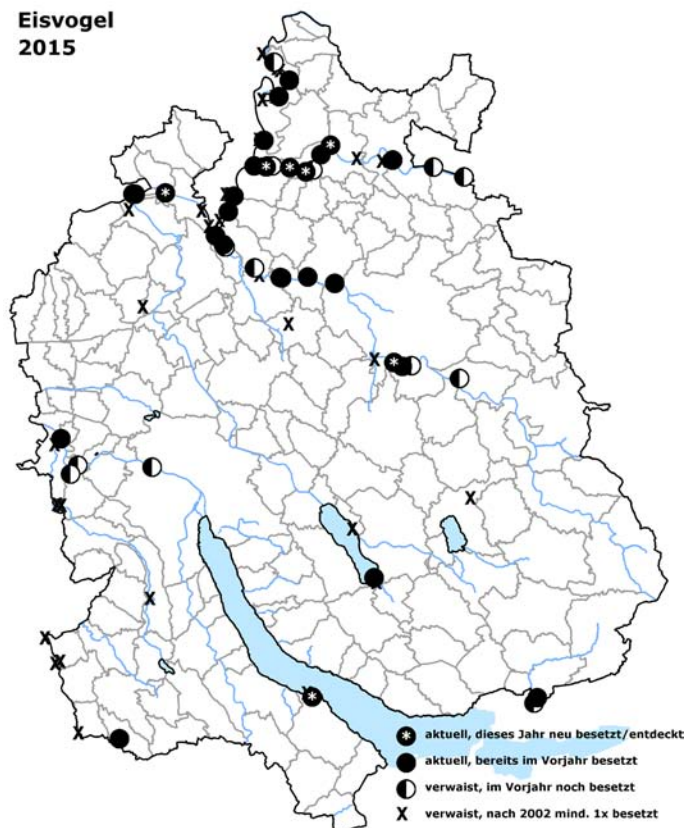 Eisvogel
2015
* aktuell, dieses Jahr neu besetzt/entdeckt
aktuell, bereits im Vorjahr besetzt
verwaist, im Vorjahr noch besetzt
X verwaist, nach 2002 mind. 1x besetzt